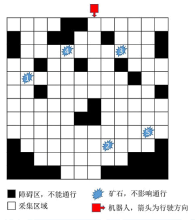 障碍区，不能通行
矿石，不影响通行
采集区域
机器人，箭头为行驶方向